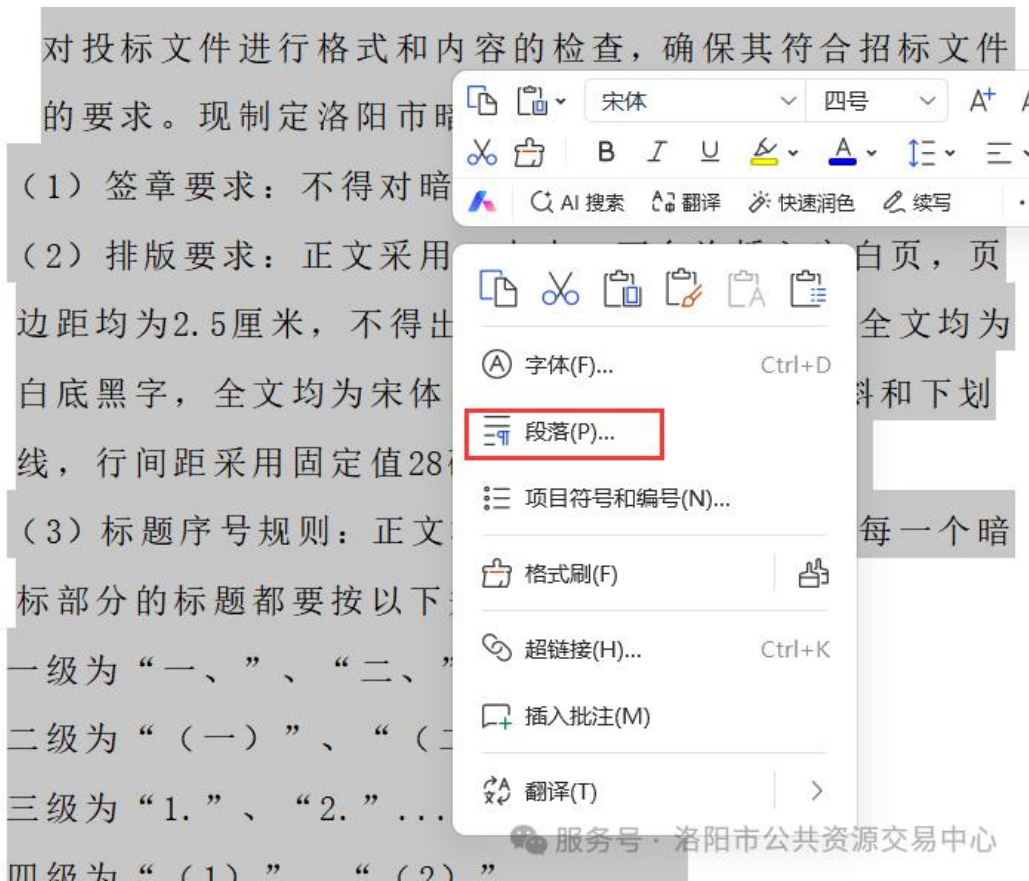 对投标文件进行格式和内容的检查，确保其符合招标文件
的要求。现制定洛阳市暗
宋体 四号 A+
B I U A
AI 搜索 翻译 快速润色 续写
（1）签章要求：不得对暗
（2）排版要求：正文采用
白页，页
边距均为2.5厘米，不得出
全文均为
白底黑字，全文均为宋体
和下划
线，行间距采用固定值28
（3）标题序号规则：正文
每一个暗
标部分的标题都要按以下
一级为“一、”、“二、”
二级为“（一）”、“（二
三级为“1.”、“2.”...
四级为“（1）”、“（2）”
字体(F)... Ctrl+D
段落(P)...
项目符号和编号(N)...
格式刷(F)
超链接(H)... Ctrl+K
插入批注(M)
翻译(T)
服务号 · 洛阳市公共资源交易中心